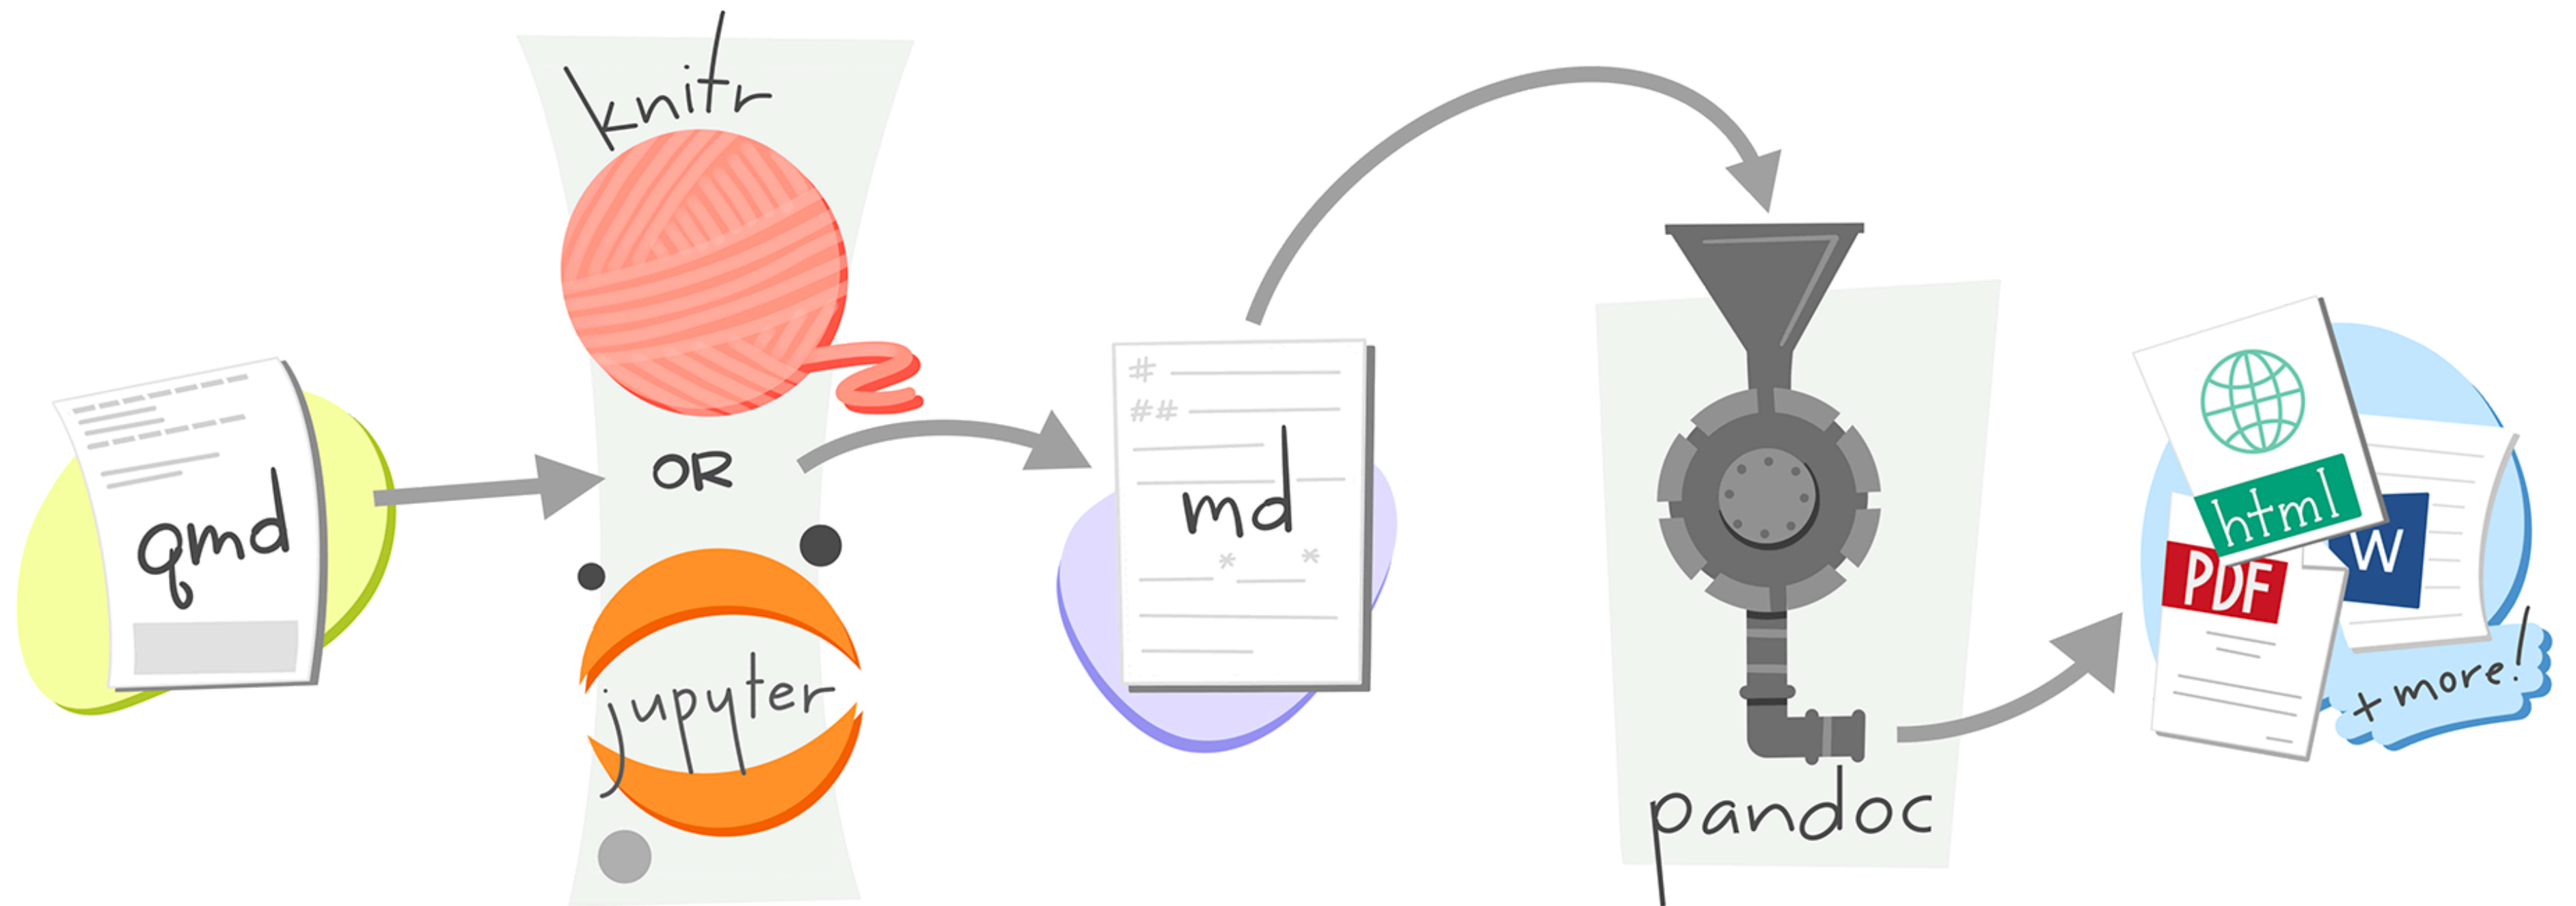 qmd
knitr
OR
jupyter
#
##
md
* *
pandoc
html
W
PDF
+ more!